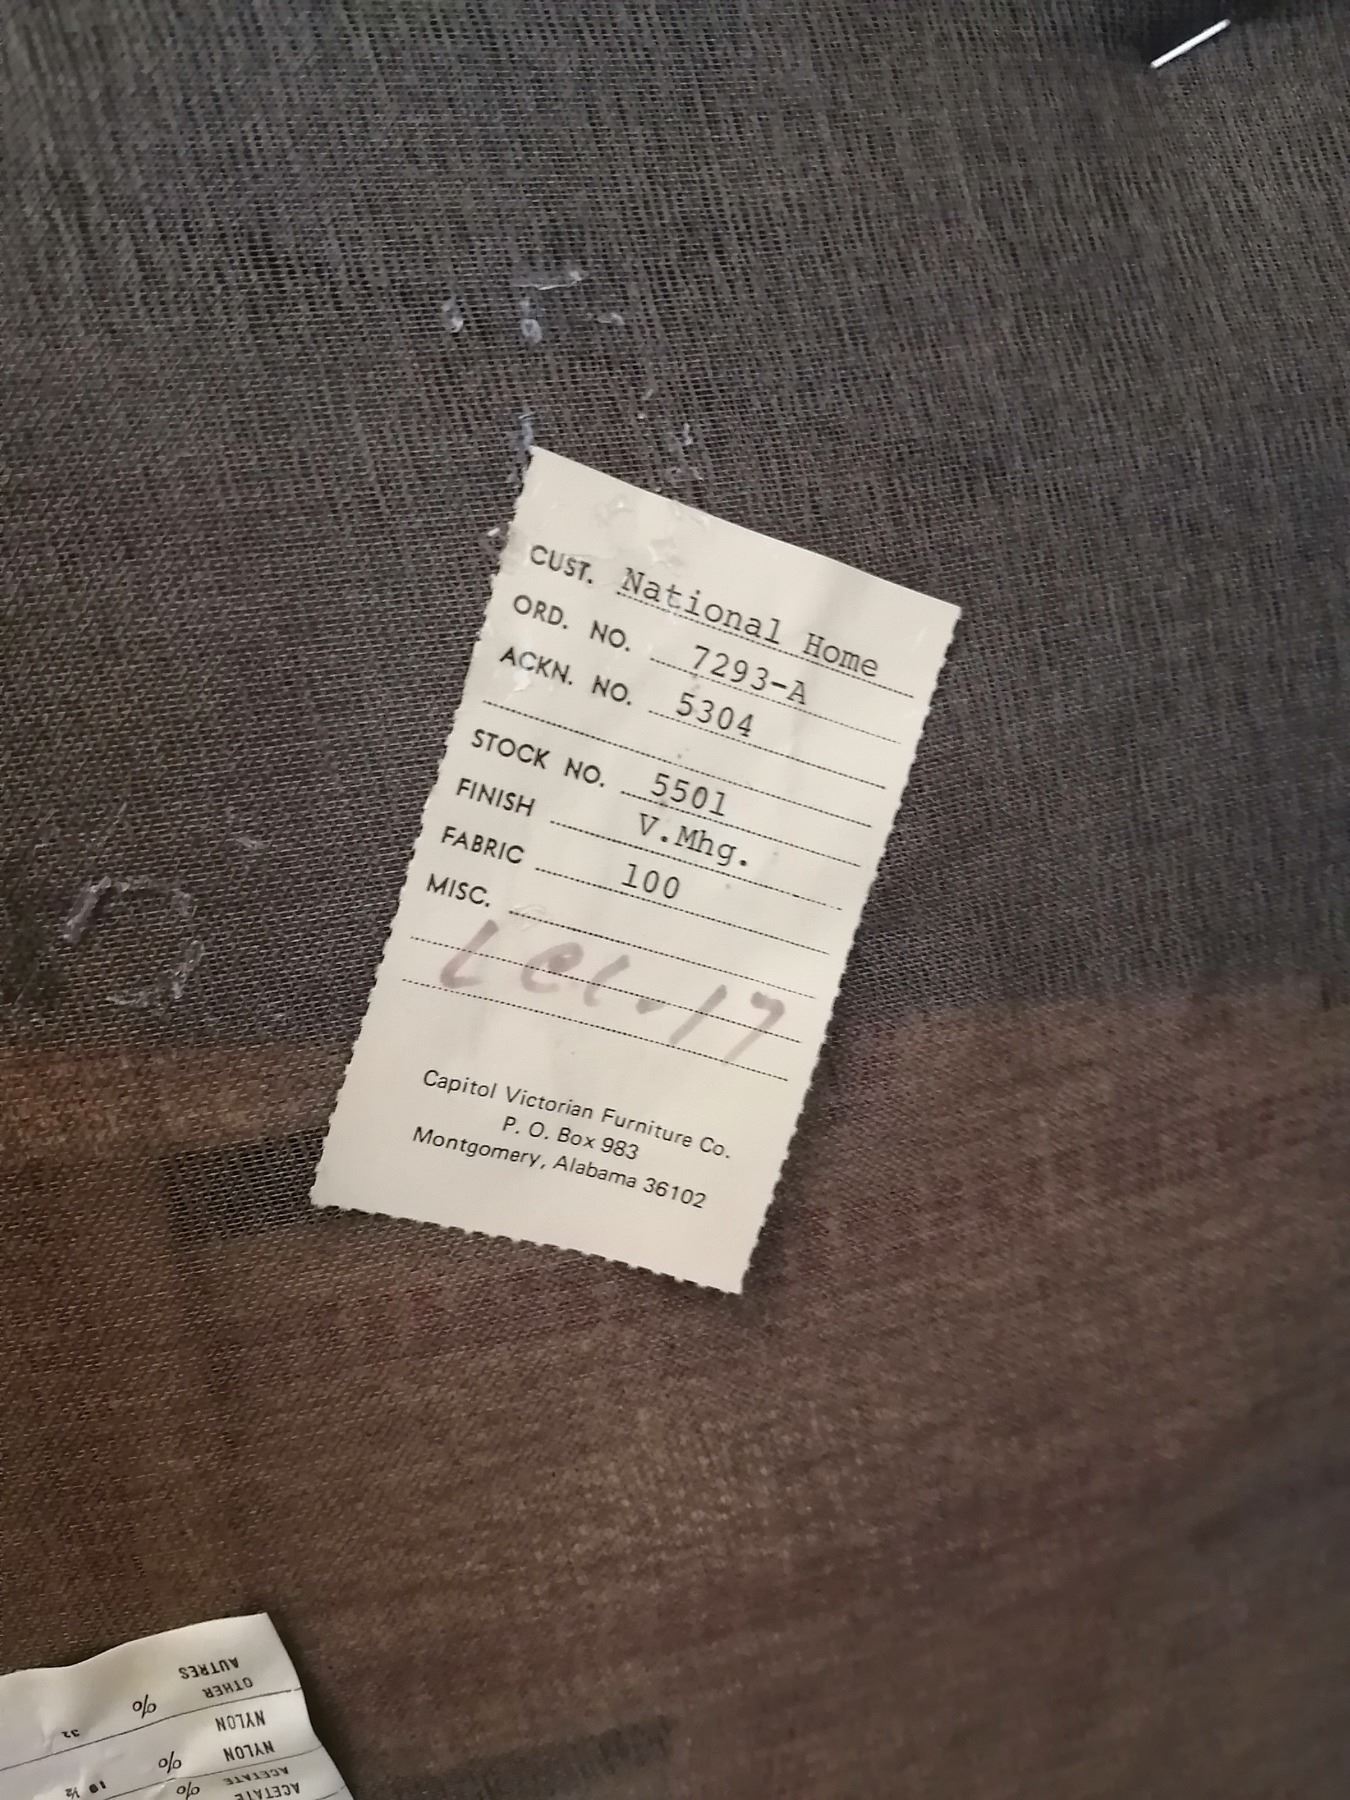 CUST. National Home
ORD. NO. 7293-A
ACKN. NO. 5304
STOCK NO. 5501
FINISH V.Mhg.
FABRIC 100
MISC.
Capitol Victorian Furniture Co.
P. O. Box 983
Montgomery, Alabama 36102
ACETATE
ACETATE %
NYLON %
NYLON
OTHER % 32
AUTRES